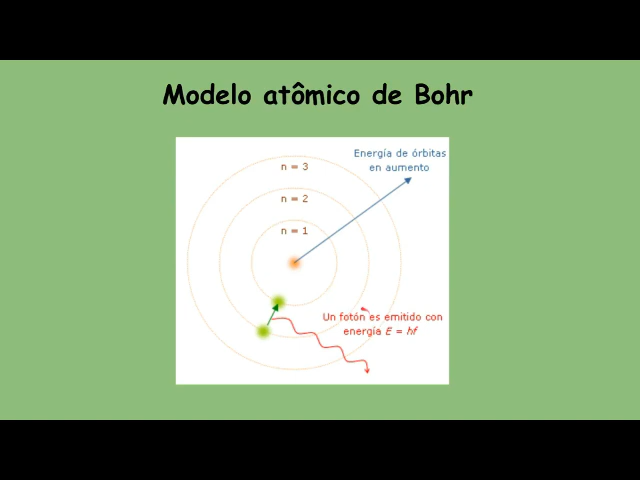 Modelo atômico de Bohr
Energía de órbitas
en aumento
n = 3
n = 2
n = 1
Un fotón es emitido con
energía E = hf